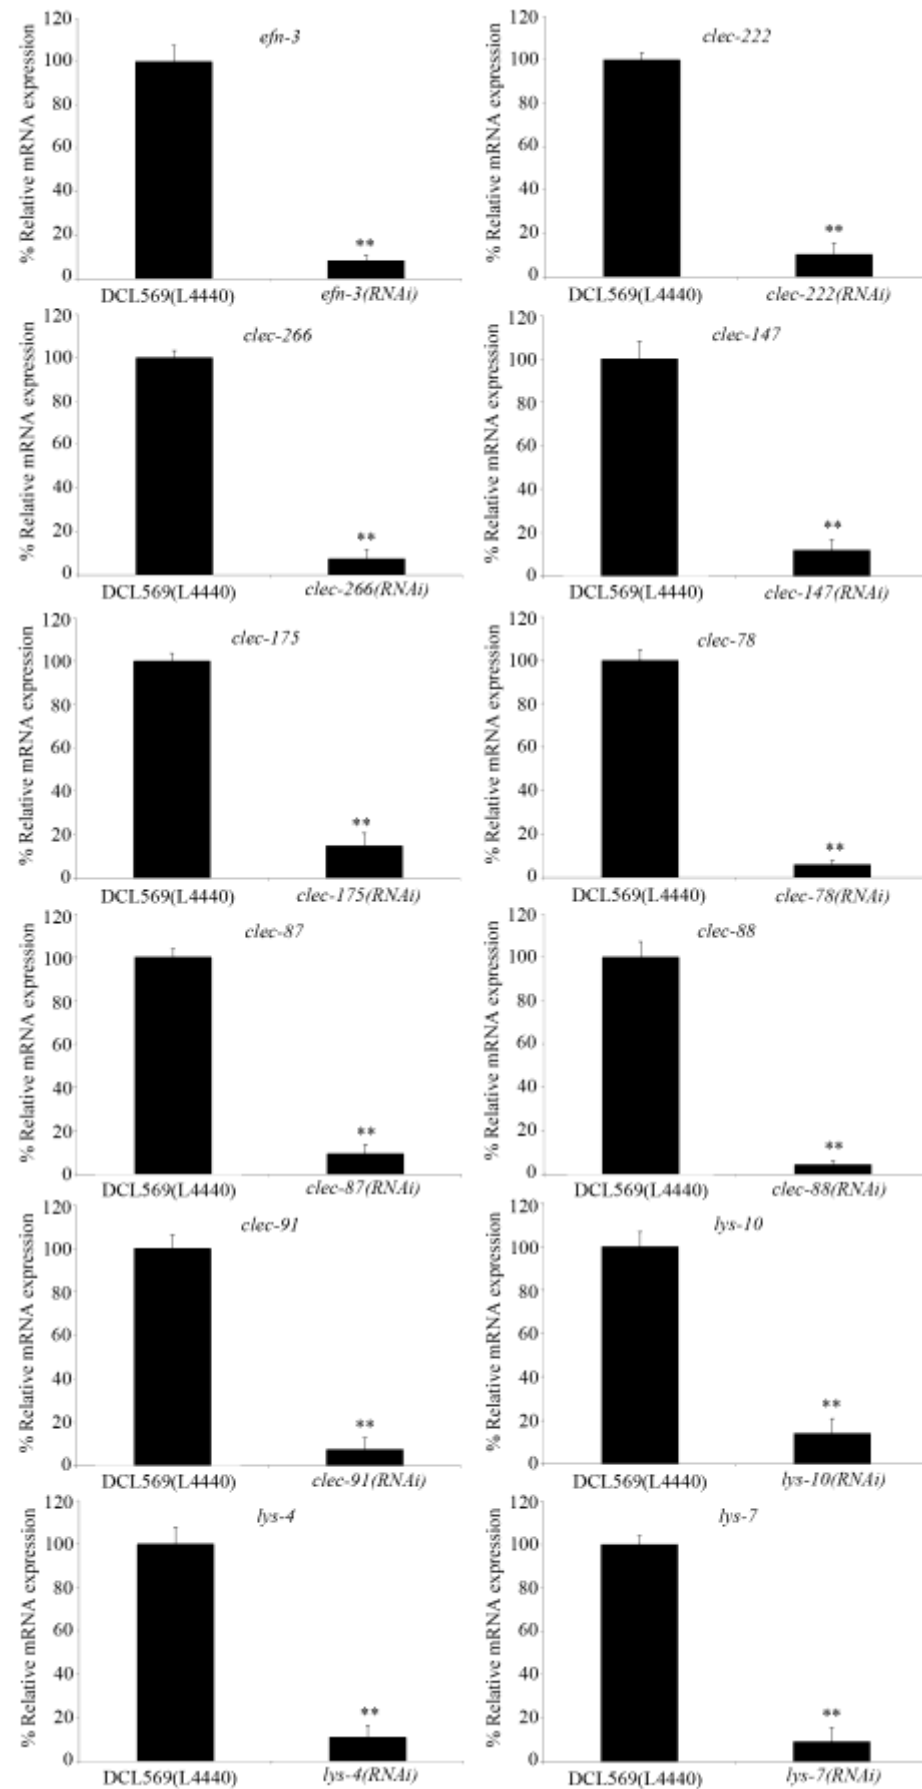 efn-3
% Relative mRNA expression
120
100
80
60
40
20
0
**
DCL569(L4440) efn-3(RNAi)
clec-222
% Relative mRNA expression
120
100
80
60
40
20
0
**
DCL569(L4440) clec-222(RNAi)
clec-266
% Relative mRNA expression
120
100
80
60
40
20
0
**
DCL569(L4440) clec-266(RNAi)
clec-147
% Relative mRNA expression
120
100
80
60
40
20
0
**
DCL569(L4440) clec-147(RNAi)
clec-175
% Relative mRNA expression
120
100
80
60
40
20
0
**
DCL569(L4440) clec-175(RNAi)
clec-78
% Relative mRNA expression
120
100
80
60
40
20
0
**
DCL569(L4440) clec-78(RNAi)
clec-87
% Relative mRNA expression
120
100
80
60
40
20
0
**
DCL569(L4440) clec-87(RNAi)
clec-88
% Relative mRNA expression
120
100
80
60
40
20
0
**
DCL569(L4440) clec-88(RNAi)
clec-91
% Relative mRNA expression
120
100
80
60
40
20
0
**
DCL569(L4440) clec-91(RNAi)
lys-10
% Relative mRNA expression
120
100
80
60
40
20
0
**
DCL569(L4440) lys-10(RNAi)
lys-4
% Relative mRNA expression
120
100
80
60
40
20
0
**
DCL569(L4440) lys-4(RNAi)
lys-7
% Relative mRNA expression
120
100
80
60
40
20
0
**
DCL569(L4440) lys-7(RNAi)